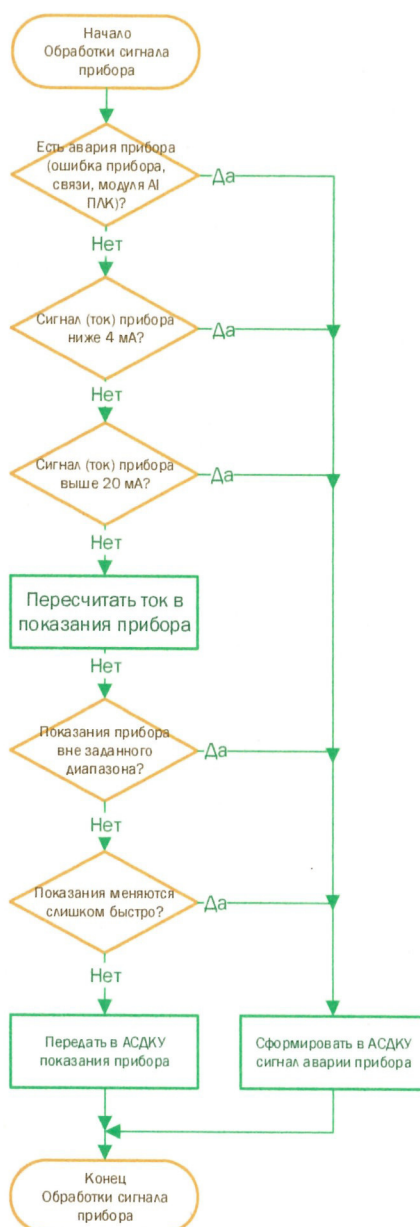 Начало
Обработки сигнала
прибора
Есть авария прибора
(ошибка прибора,
связи, модуля AI
ПЛК)?
Да
Нет
Сигнал (ток) прибора
ниже 4 мА?
Да
Нет
Сигнал (ток) прибора
выше 20 мА?
Да
Нет
Пересчитать ток в
показания прибора
Нет
Показания прибора
вне заданного
диапазона?
Да
Нет
Показания меняются
слишком быстро?
Да
Нет
Передать в АСДКУ
показания прибора
Сформировать в АСДКУ
сигнал аварии прибора
Конец
Обработки сигнала
прибора